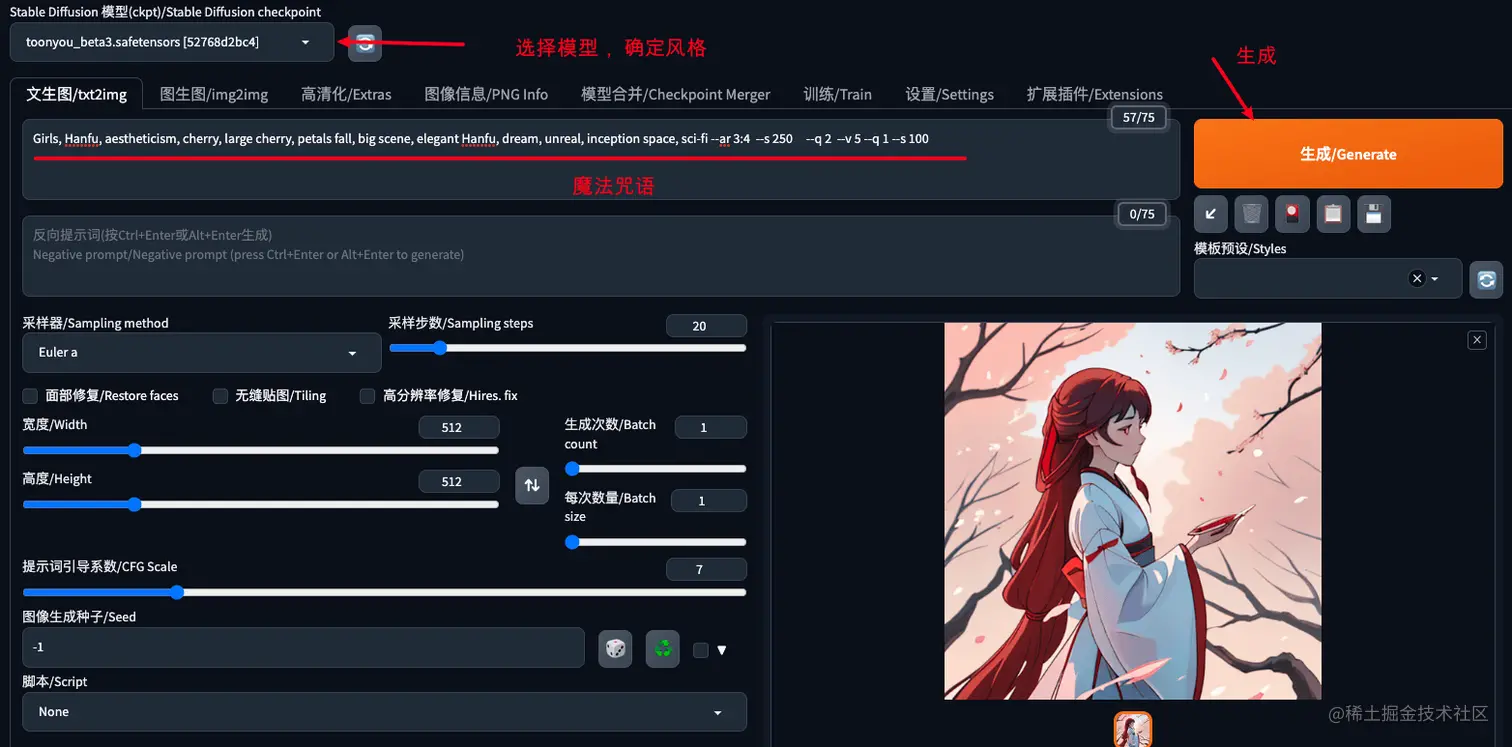 Stable Diffusion 模型(ckpt)/Stable Diffusion checkpoint
toonyou_beta3.safetensors [52768d2bc4]
选择模型，确定风格
生成
文生图/txt2img
图生图/img2img
高清化/Extras
图像信息/PNG Info
模型合并/Checkpoint Merger
训练/Train
设置/Settings
扩展插件/Extensions
57/75
Girls, Hanfu, aestheticism, cherry, large cherry, petals fall, big scene, elegant Hanfu, dream, unreal, inception space, sci-fi --ar 3:4 --s 250 --q 2 --v 5 --q 1 --s 100
魔法咒语
生成/Generate
0/75
反向提示词(按Ctrl+Enter或Alt+Enter生成)
Negative prompt/Negative prompt (press Ctrl+Enter or Alt+Enter to generate)
模板预设/Styles
采样器/Sampling method
Euler a
采样步数/Sampling steps
20
面部修复/Restore faces
无缝贴图/Tiling
高分辨率修复/Hires. fix
宽度/Width
512
高度/Height
512
生成次数/Batch
count
1
每次数量/Batch
size
1
提示词引导系数/CFG Scale
7
图像生成种子/Seed
-1
脚本/Script
None
@稀土掘金技术社区